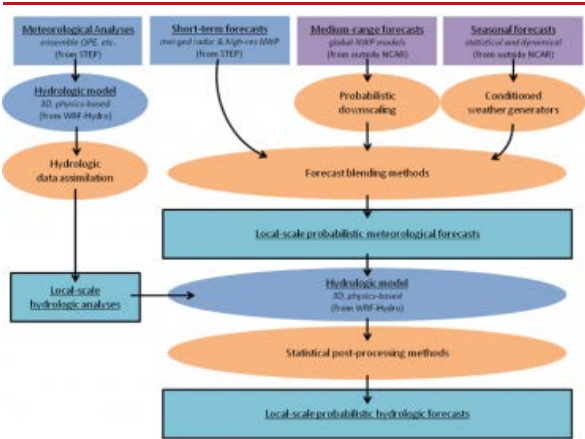 Meteorological Analyses
ensemble QPE, etc.
(from STEP)
Short-term forecasts
merged radar & high-res NWP
(from STEP)
Medium-range forecasts
global NWP models
(from outside NCAR)
Seasonal forecasts
statistical and dynamical
(from outside NCAR)
Hydrologic model
3D, physics-based
(from WRF-Hydro)
Probabilistic
downscaling
Conditioned
weather generators
Hydrologic
data assimilation
Forecast blending methods
Local-scale probabilistic meteorological forecasts
Local-scale
hydrologic analyses
Hydrologic model
3D, physics-based
(from WRF-Hydro)
Statistical post-processing methods
Local-scale probabilistic hydrologic forecasts